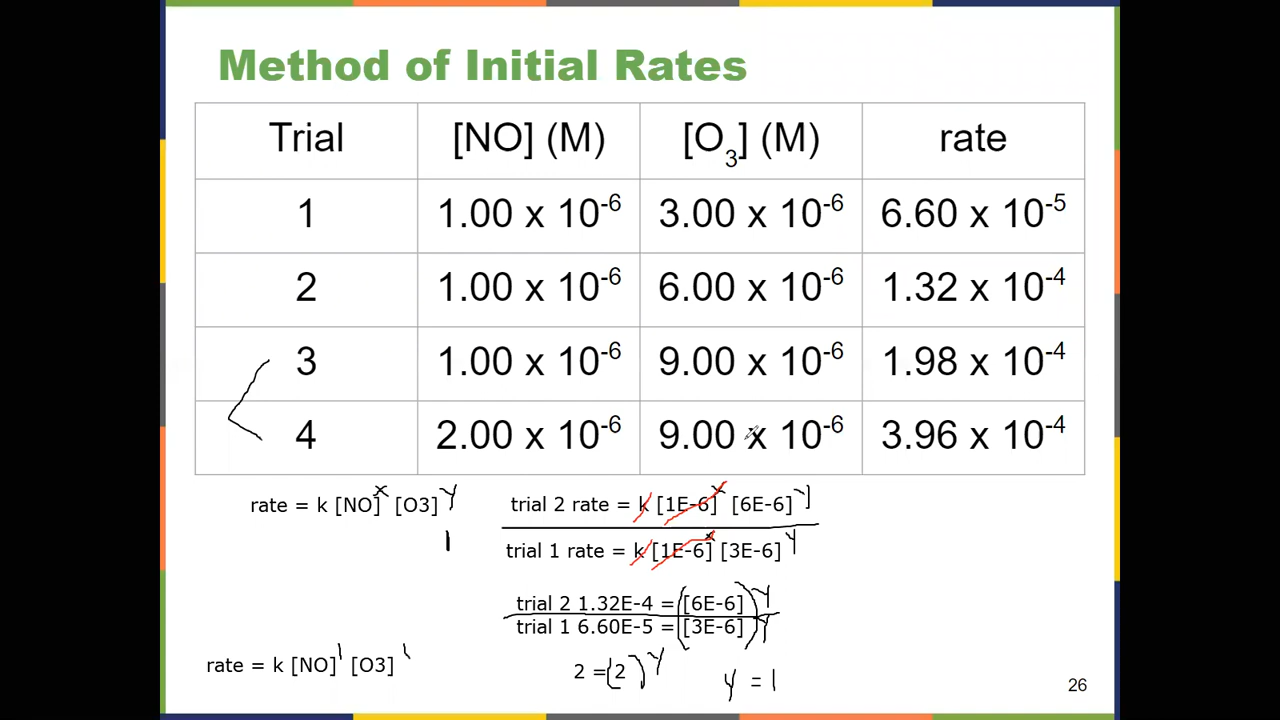 Method of Initial Rates
Trial [NO] (M) [O₃] (M) rate
1 1.00 x 10⁻⁶ 3.00 x 10⁻⁶ 6.60 x 10⁻⁵
2 1.00 x 10⁻⁶ 6.00 x 10⁻⁶ 1.32 x 10⁻⁴
3 1.00 x 10⁻⁶ 9.00 x 10⁻⁶ 1.98 x 10⁻⁴
4 2.00 x 10⁻⁶ 9.00 x 10⁻⁶ 3.96 x 10⁻⁴
rate = k [NO]^x [O3]^y
1
trial 2 rate = k [1E-6]^x [6E-6]^y
trial 1 rate = k [1E-6]^x [3E-6]^y
trial 2 1.32E-4 = ([6E-6])^y
trial 1 6.60E-5 = ([3E-6])^y
2 = (2)^y
y = 1
rate = k [NO]^1 [O3]^1
26